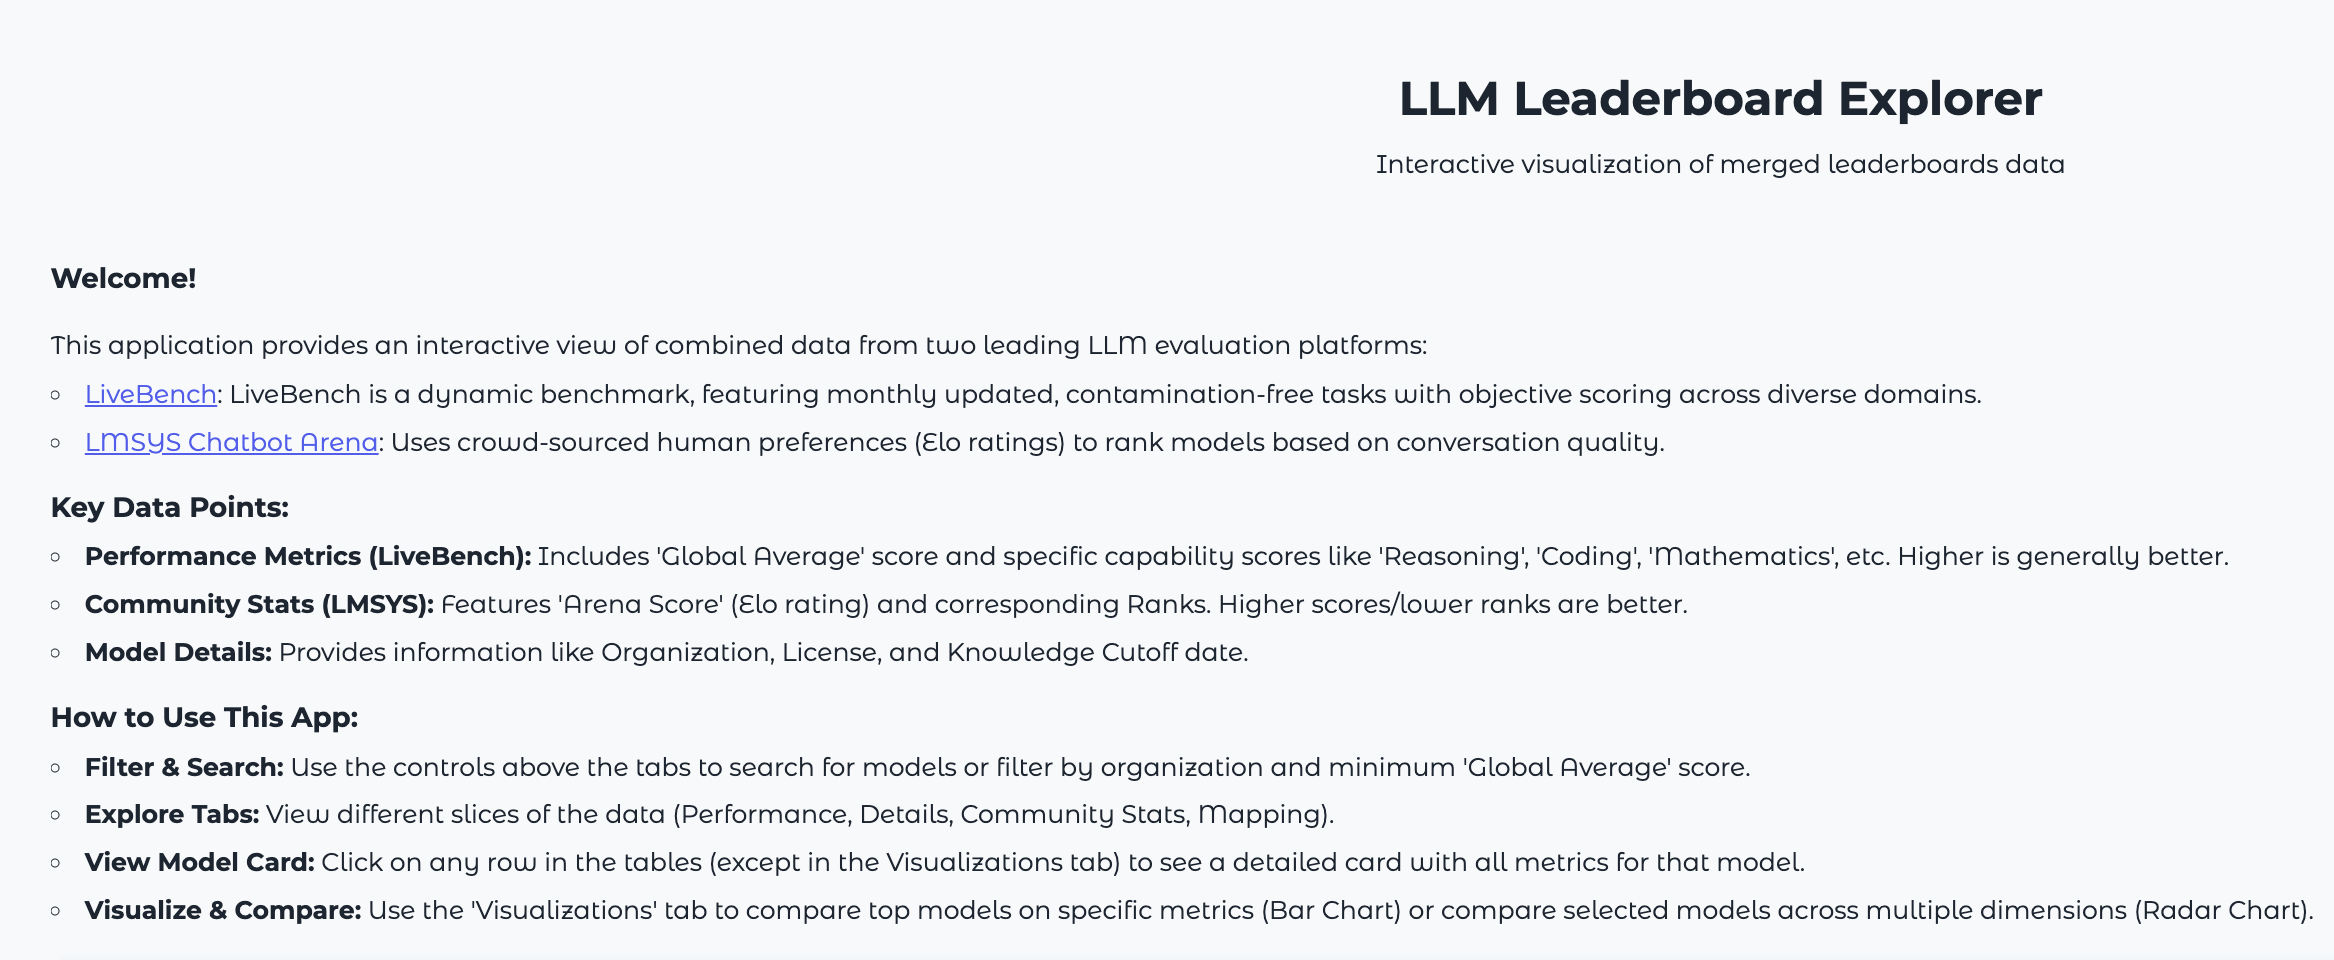 LLM Leaderboard Explorer
Interactive visualization of merged leaderboards data
Welcome!
This application provides an interactive view of combined data from two leading LLM evaluation platforms:
LiveBench: LiveBench is a dynamic benchmark, featuring monthly updated, contamination-free tasks with objective scoring across diverse domains.
LMSYS Chatbot Arena: Uses crowd-sourced human preferences (Elo ratings) to rank models based on conversation quality.
Key Data Points:
Performance Metrics (LiveBench): Includes 'Global Average' score and specific capability scores like 'Reasoning', 'Coding', 'Mathematics', etc. Higher is generally better.
Community Stats (LMSYS): Features 'Arena Score' (Elo rating) and corresponding Ranks. Higher scores/lower ranks are better.
Model Details: Provides information like Organization, License, and Knowledge Cutoff date.
How to Use This App:
Filter & Search: Use the controls above the tabs to search for models or filter by organization and minimum 'Global Average' score.
Explore Tabs: View different slices of the data (Performance, Details, Community Stats, Mapping).
View Model Card: Click on any row in the tables (except in the Visualizations tab) to see a detailed card with all metrics for that model.
Visualize & Compare: Use the 'Visualizations' tab to compare top models on specific metrics (Bar Chart) or compare selected models across multiple dimensions (Radar Chart).